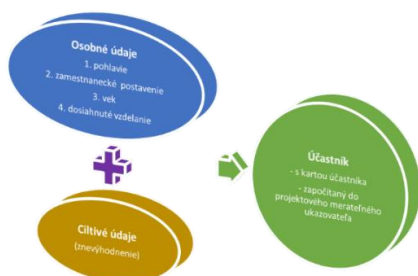 Osobné údaje
1. pohlavie
2. zamestnanecké postavenie
3. vek
4. dosiahnuté vzdelanie
Citlivé údaje
(znevýhodnenie)
Účastník
- s kartou účastníka
- započítaný do
projektového merateľného
ukazovateľa